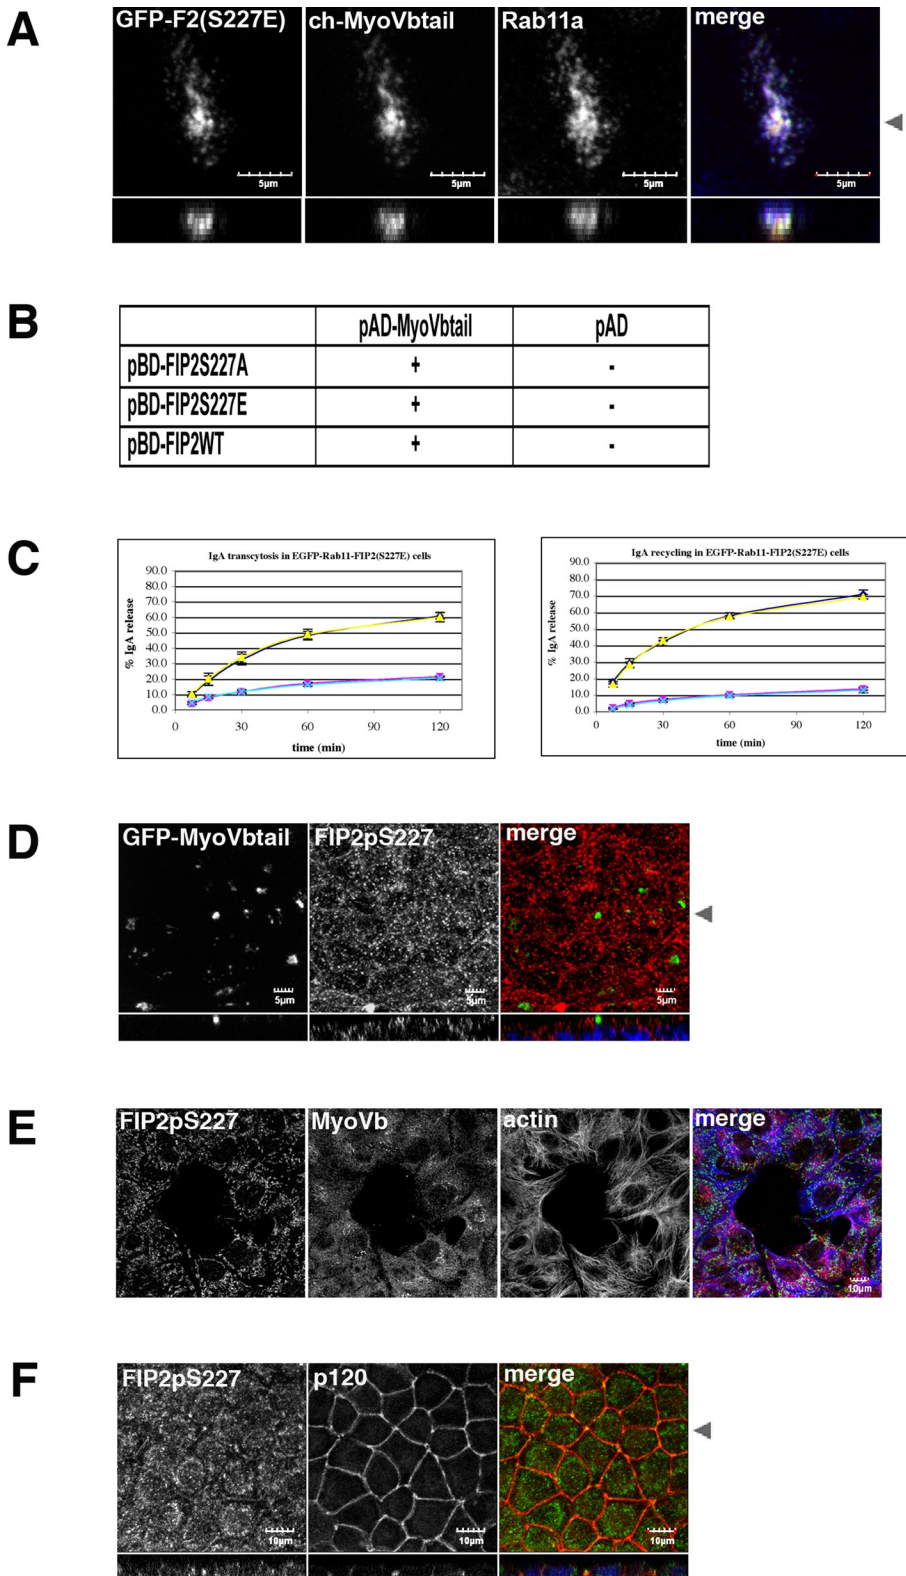 A
GFP-F2(S227E)
ch-MyoVbtail
Rab11a
merge
5µm
5µm
5µm
5µm
B
pAD-MyoVbtail pAD
pBD-FIP2S227A + -
pBD-FIP2S227E + -
pBD-FIP2WT + -
C
IgA transcytosis in EGFP-Rab11-FIP2(S227E) cells
% IgA release
90.0
80.0
70.0
60.0
50.0
40.0
30.0
20.0
10.0
0.0
0 30 60 90 120
time (min)
IgA recycling in EGFP-Rab11-FIP2(S227E) cells
% IgA release
90.0
80.0
70.0
60.0
50.0
40.0
30.0
20.0
10.0
0.0
0 30 60 90 120
time (min)
D
GFP-MyoVbtail
FIP2pS227
merge
5µm
5µm
5µm
E
FIP2pS227
MyoVb
actin
merge
10µm
F
FIP2pS227
p120
merge
10µm
10µm
10µm